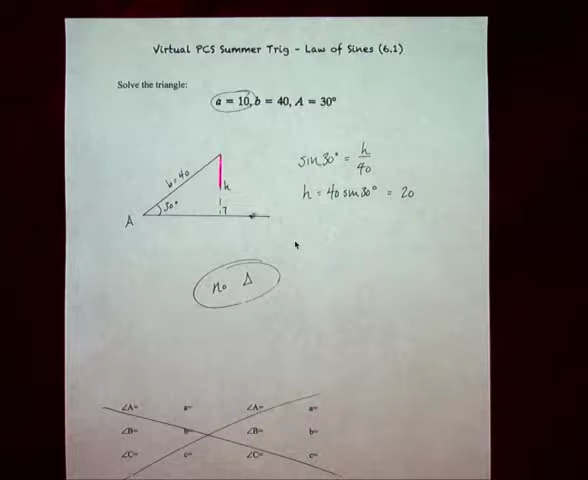 Virtual PCS Summer Trig - Law of Sines (6.1)
Solve the triangle:
a = 10, b = 40, A = 30°
b = 40
h
30°
A
sin 30° = h/40
h = 40 sin 30° = 20
no Δ
∠A= a= ∠A= a=
∠B= b= ∠B= b=
∠C= c= ∠C= c=